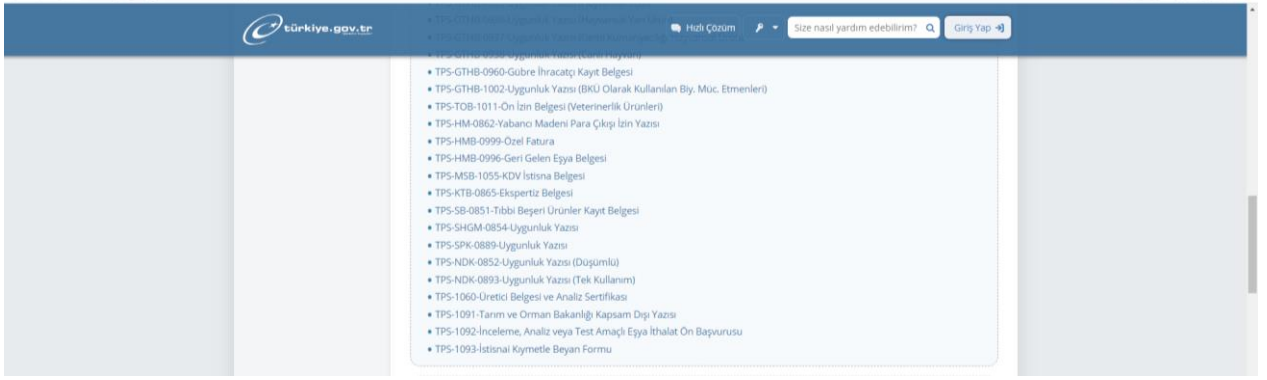 türkiye.gov.tr
Hızlı Çözüm
Size nasıl yardım edebilirim?
Giriş Yap
TPS-GTHB-0960-Gübre İhracatçı Kayıt Belgesi
TPS-GTHB-1002-Uygunluk Yazısı (BKÜ Olarak Kullanılan Biy. Müc. Etmenleri)
TPS-TOB-1011-Ön İzin Belgesi (Veterinerlik Ürünleri)
TPS-HM-0862-Yabancı Madeni Para Çıkışı İzin Yazısı
TPS-HMB-0999-Özel Fatura
TPS-HMB-0996-Geri Gelen Eşya Belgesi
TPS-MSB-1055-KDV İstisna Belgesi
TPS-KTB-0865-Ekspertiz Belgesi
TPS-SB-0851-Tıbbi Beşeri Ürünler Kayıt Belgesi
TPS-SHGM-0854-Uygunluk Yazısı
TPS-SPK-0889-Uygunluk Yazısı
TPS-NDK-0852-Uygunluk Yazısı (Düşümlü)
TPS-NDK-0893-Uygunluk Yazısı (Tek Kullanım)
TPS-1060-Üretici Belgesi ve Analiz Sertifikası
TPS-1091-Tarım ve Orman Bakanlığı Kapsam Dışı Yazısı
TPS-1092-İnceleme, Analiz veya Test Amaçlı Eşya İthalat Ön Başvurusu
TPS-1093-İstisnai Kıymetle Beyan Formu